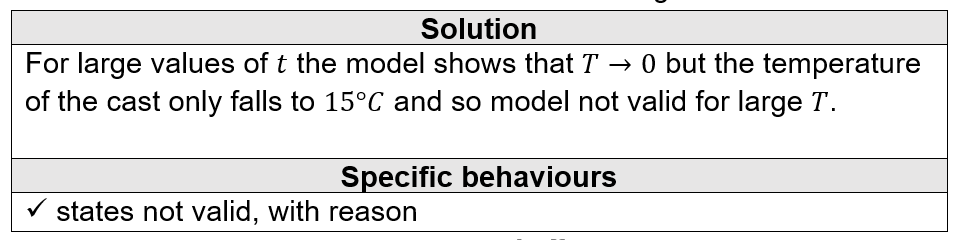 Solution
For large values of t the model shows that T → 0 but the temperature
of the cast only falls to 15°C and so model not valid for large T.
Specific behaviours
✓ states not valid, with reason